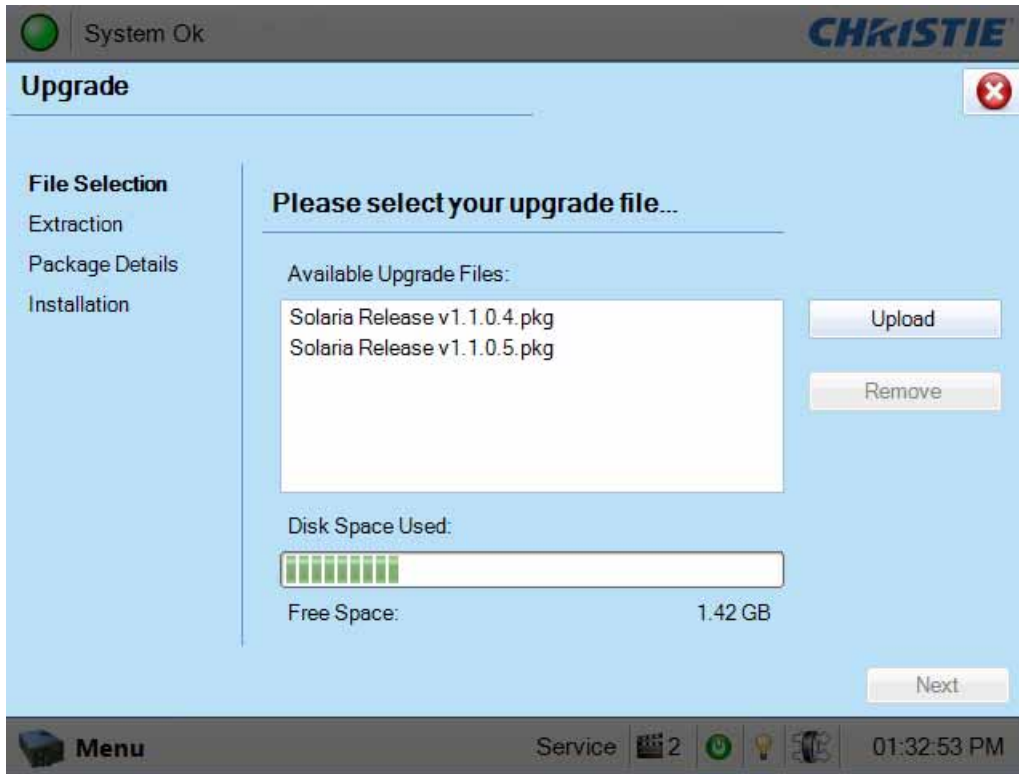 System Ok
CHRISTIE
Upgrade
File Selection
Extraction
Package Details
Installation
Please select your upgrade file...
Available Upgrade Files:
Solaria Release v1.1.0.4.pkg
Solaria Release v1.1.0.5.pkg
Upload
Remove
Disk Space Used:
Free Space: 1.42 GB
Next
Menu
Service
2
01:32:53 PM